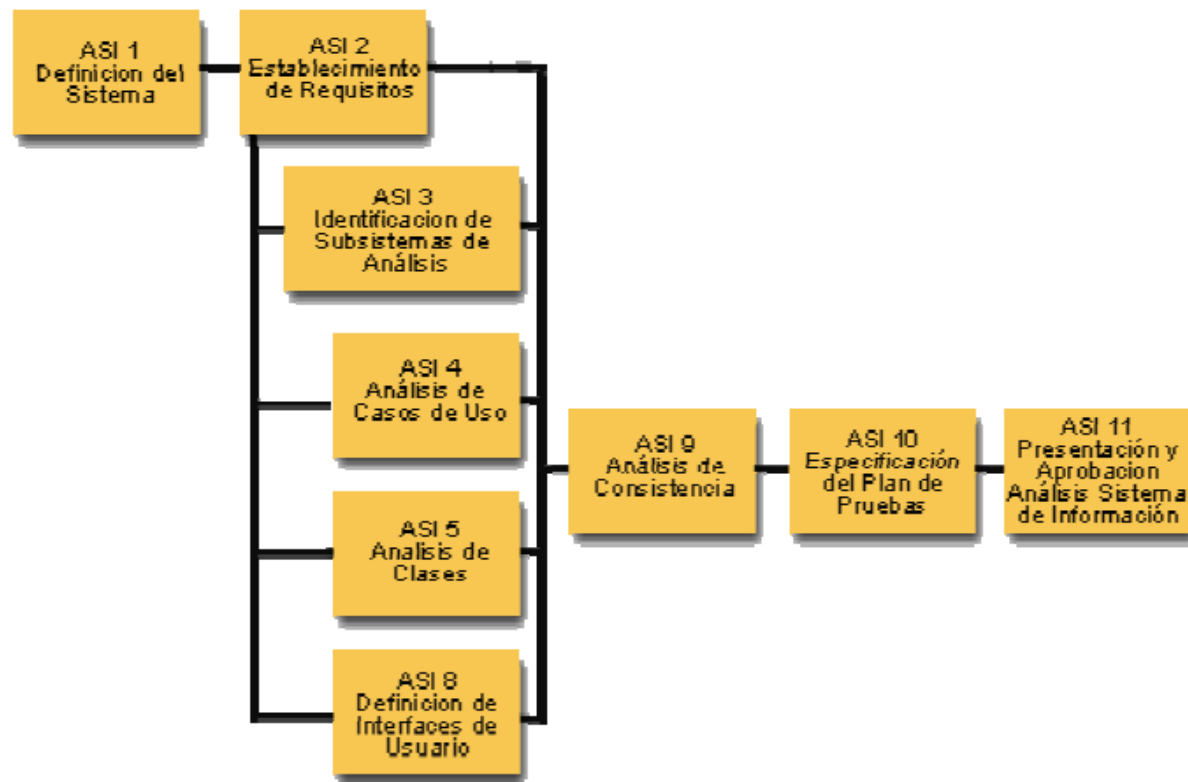 ASI 1
Definicion del
Sistema
ASI 2
Establecimiento
de Requisitos
ASI 3
Identificacion de
Subsistemas de
Análisis
ASI 4
Análisis de
Casos de Uso
ASI 5
Analisis de
Clases
ASI 8
Definicion de
Interfaces de
Usuario
ASI 9
Análisis de
Consistencia
ASI 10
Especificación
del Plan de
Pruebas
ASI 11
Presentación y
Aprobacion
Análisis Sistema
de Información